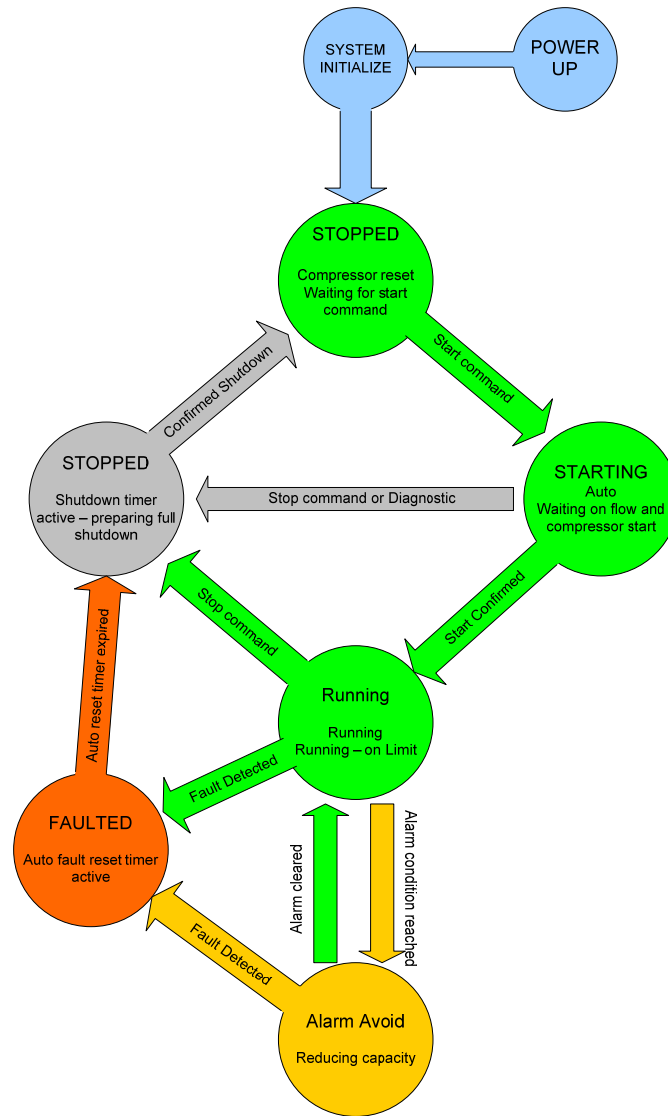 SYSTEM
INITIALIZE
POWER
UP
STOPPED
Compressor reset
Waiting for start
command
Start command
Confirmed Shutdown
STOPPED
Shutdown timer
active – preparing full
shutdown
Stop command or Diagnostic
STARTING
Auto
Waiting on flow and
compressor start
Stop command
Start Confirmed
Auto reset timer expired
Running
Running
Running – on Limit
Fault Detected
FAULTED
Auto fault reset timer
active
Alarm cleared
Alarm condition reached
Fault Detected
Alarm Avoid
Reducing capacity